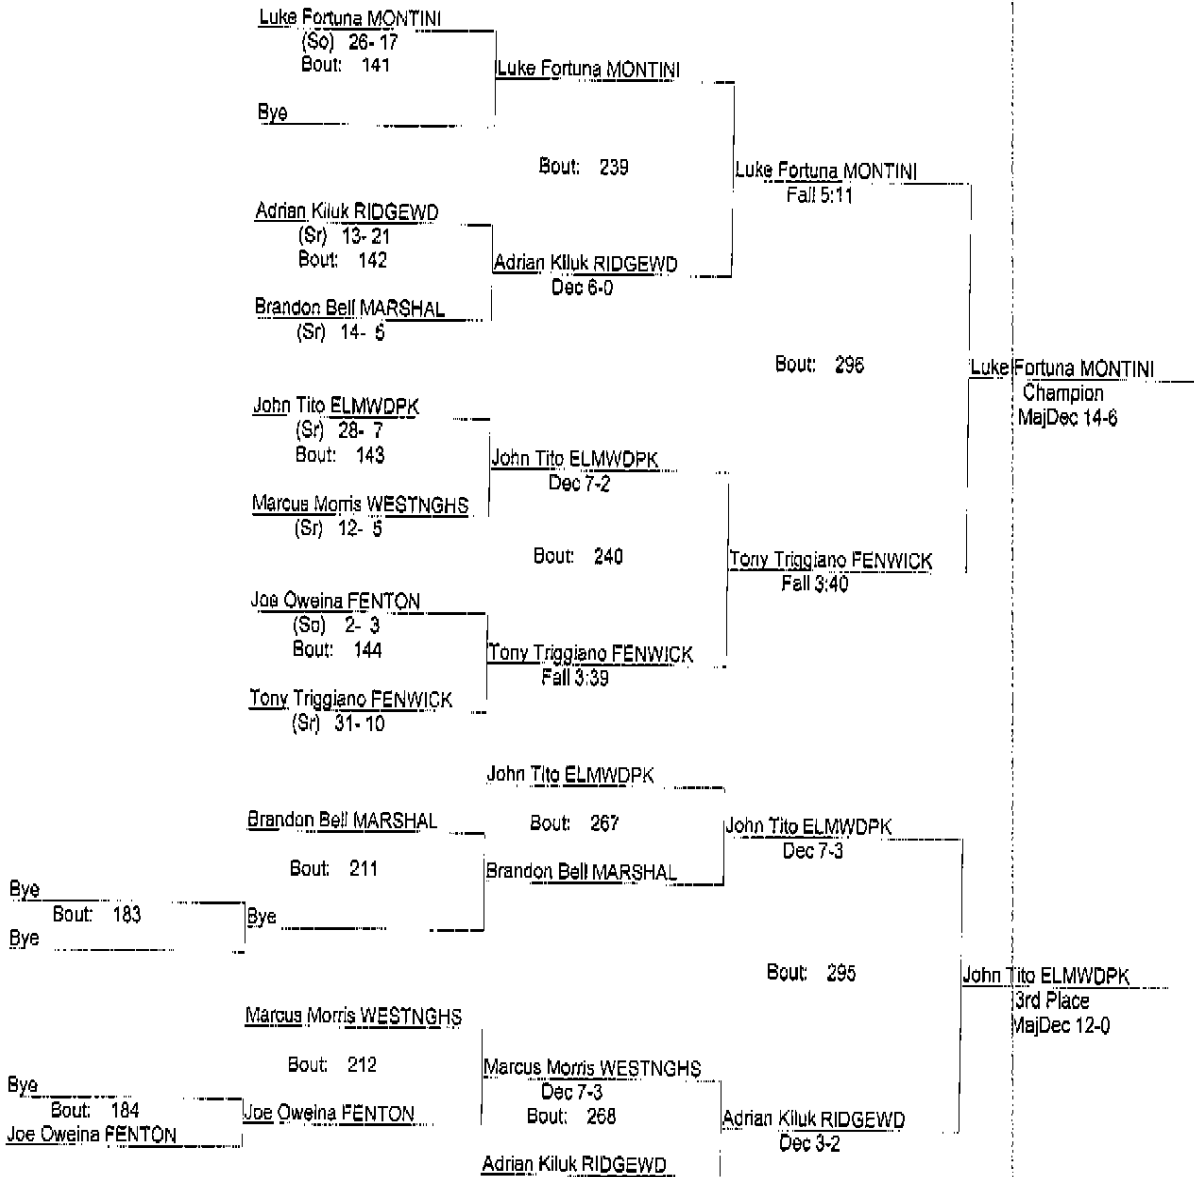 Luke Fortuna MONTINI
(So) 26- 17
Bout: 141
Luke Fortuna MONTINI
Bye
Bout: 239
Luke Fortuna MONTINI
Fall 5:11
Adrian Kiluk RIDGEWD
(Sr) 13- 21
Bout: 142
Adrian Kiluk RIDGEWD
Dec 6-0
Brandon Bell MARSHAL
(Sr) 14- 6
Bout: 296
Luke Fortuna MONTINI
Champion
MajDec 14-6
John Tito ELMWDPK
(Sr) 28- 7
Bout: 143
John Tito ELMWDPK
Dec 7-2
Marcus Morris WESTNGHS
(Sr) 12- 5
Bout: 240
Tony Triggiano FENWICK
Fall 3:40
Joe Oweina FENTON
(So) 2- 3
Bout: 144
Tony Triggiano FENWICK
Fall 3:39
Tony Triggiano FENWICK
(Sr) 31- 10
John Tito ELMWDPK
Brandon Bell MARSHAL
Bout: 267
John Tito ELMWDPK
Dec 7-3
Bout: 211
Brandon Bell MARSHAL
Bye
Bout: 183
Bye
Bye
Bout: 295
John Tito ELMWDPK
3rd Place
MajDec 12-0
Marcus Morris WESTNGHS
Bout: 212
Marcus Morris WESTNGHS
Dec 7-3
Bye
Bout: 184
Joe Oweina FENTON
Bout: 268
Adrian Kiluk RIDGEWD
Dec 3-2
Joe Oweina FENTON
Adrian Kiluk RIDGEWD